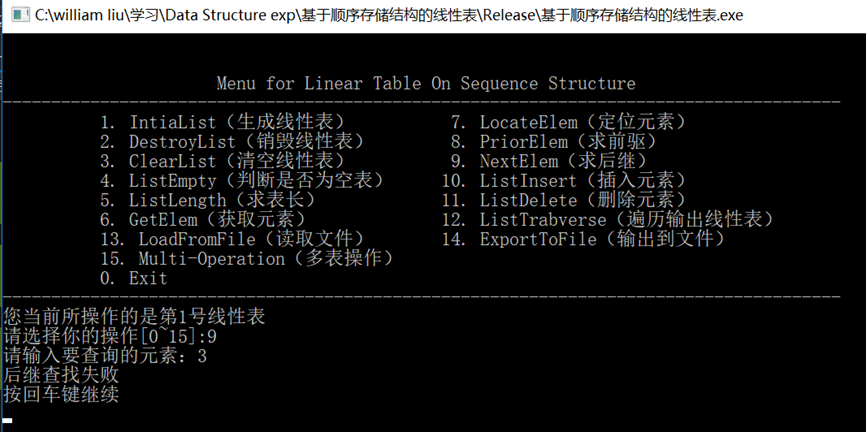 C:\william liu\学习\Data Structure exp\基于顺序存储结构的线性表\Release\基于顺序存储结构的线性表.exe
Menu for Linear Table On Sequence Structure
-------------------------------------------------------------------------------------
1. IntiaList（生成线性表） 7. LocateElem（定位元素）
2. DestroyList（销毁线性表） 8. PriorElem（求前驱）
3. ClearList（清空线性表） 9. NextElem（求后继）
4. ListEmpty（判断是否为空表） 10. ListInsert（插入元素）
5. ListLength（求表长） 11. ListDelete（删除元素）
6. GetElem（获取元素） 12. ListTrabverse（遍历输出线性表）
13. LoadFromFile（读取文件） 14. ExportToFile（输出到文件）
15. Multi-Operation（多表操作）
0. Exit
-------------------------------------------------------------------------------------
您当前所操作的是第1号线性表
请选择你的操作[0~15]:9
请输入要查询的元素：3
后继查找失败
按回车键继续